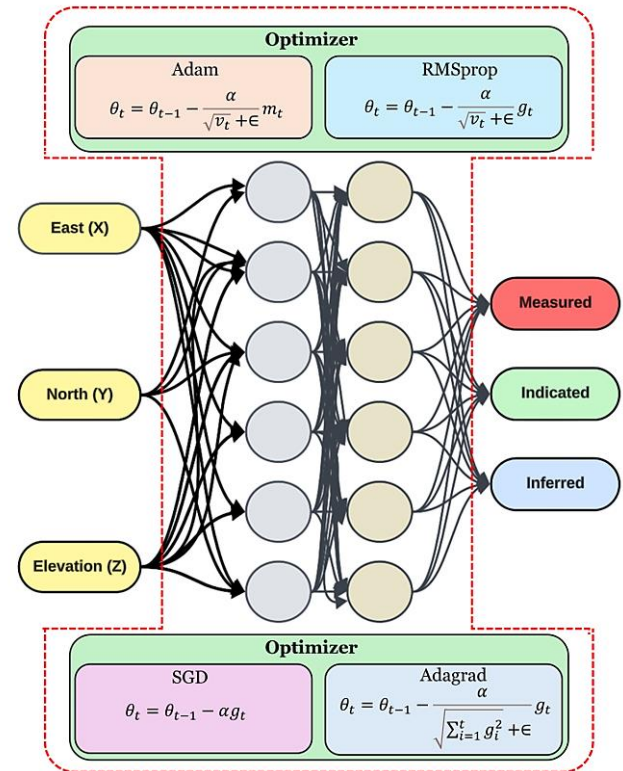 Optimizer
Adam
θ_t = θ_{t−1} − α / (√v_t + ∈) m_t
RMSprop
θ_t = θ_{t−1} − α / (√v_t + ∈) g_t
East (X)
North (Y)
Elevation (Z)
Measured
Indicated
Inferred
Optimizer
SGD
θ_t = θ_{t−1} − αg_t
Adagrad
θ_t = θ_{t−1} − α / √(∑_{i=1}^t g_i^2 + ∈) g_t